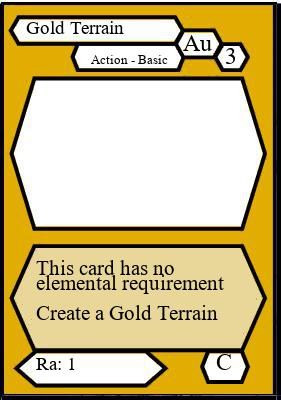 Gold Terrain
Au
Action - Basic
3
This card has no
elemental requirement
Create a Gold Terrain
Ra: 1
C